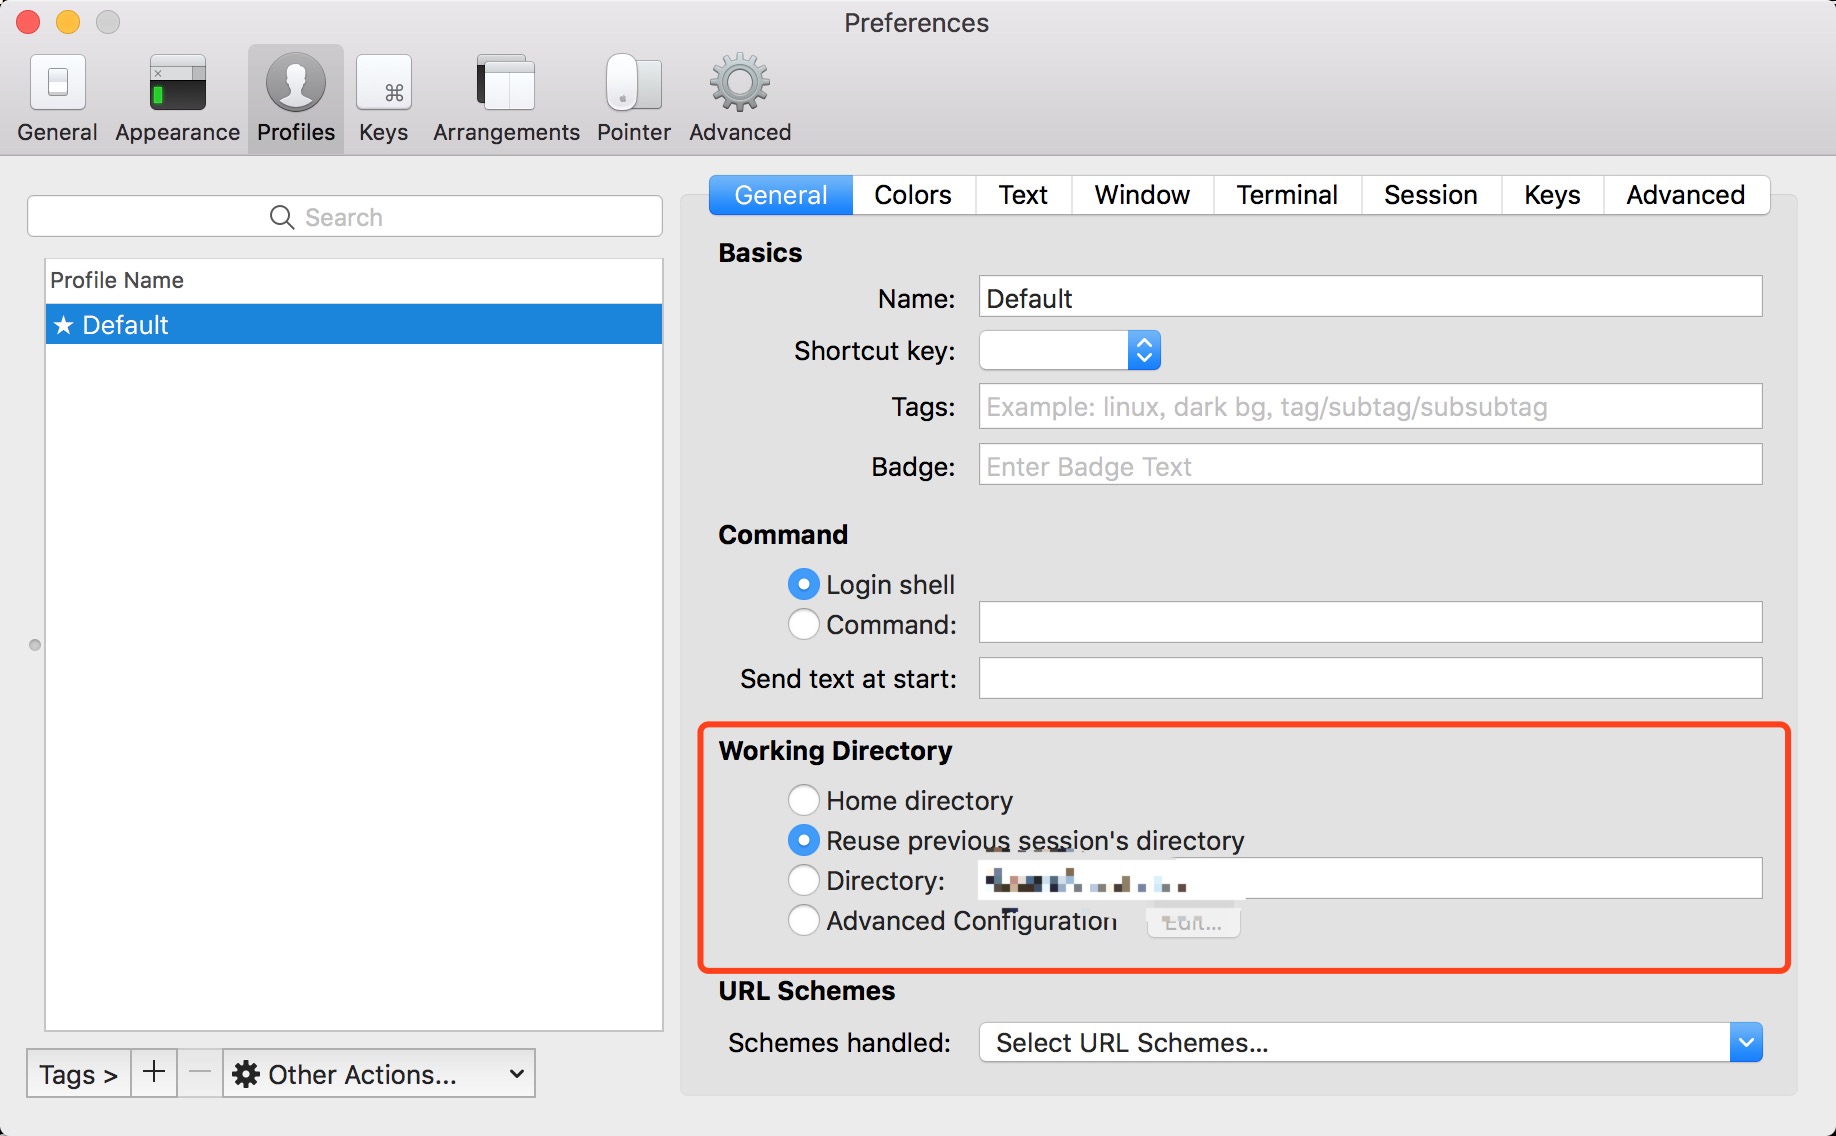 Preferences
General Appearance Profiles Keys Arrangements Pointer Advanced
Search
Profile Name
★ Default
Tags > + — Other Actions...
General Colors Text Window Terminal Session Keys Advanced
Basics
Name: Default
Shortcut key:
Tags: Example: linux, dark bg, tag/subtag/subsubtag
Badge: Enter Badge Text
Command
Login shell
Command:
Send text at start:
Working Directory
Home directory
Reuse previous session's directory
Directory:
Advanced Configuration Edit...
URL Schemes
Schemes handled: Select URL Schemes...